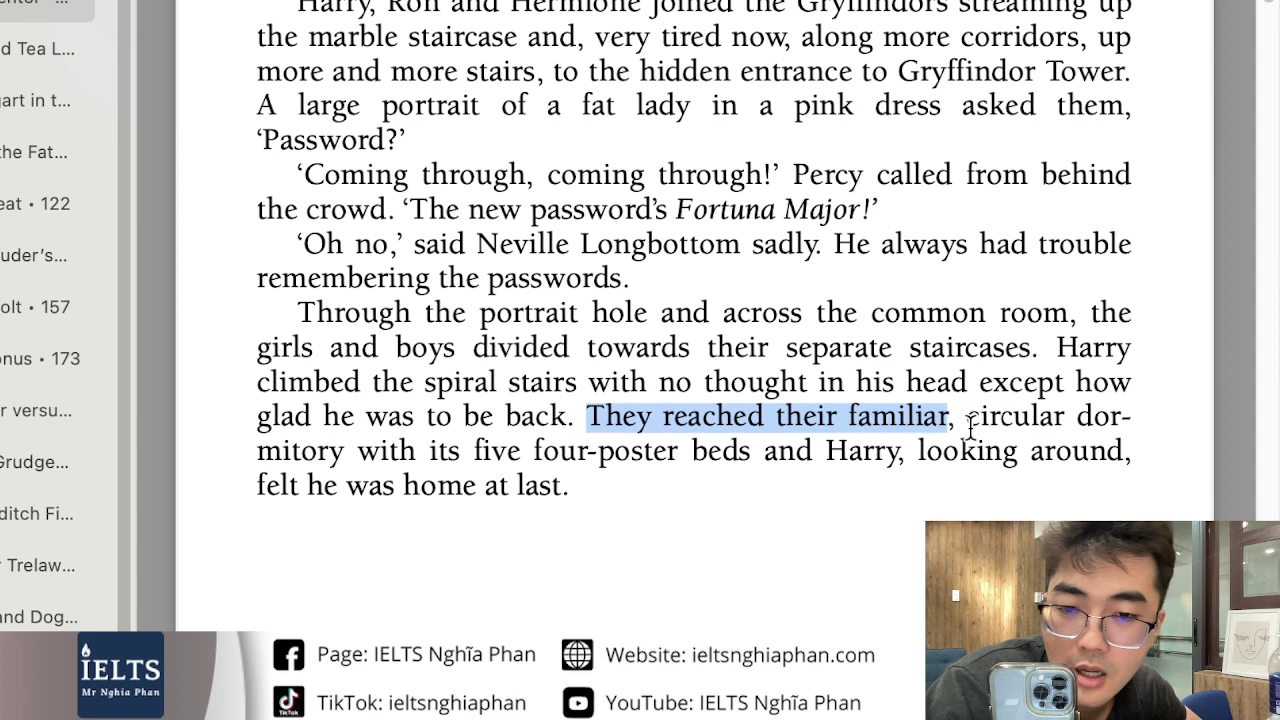 entor
d Tea L...
gart in t...
the Fat...
eat • 122
uder's...
olt • 157
onus • 173
r versu...
Grudge...
ditch Fi...
r Trelaw...
and Dog...
Harry, Ron and Hermione joined the Gryffindors streaming up
the marble staircase and, very tired now, along more corridors, up
more and more stairs, to the hidden entrance to Gryffindor Tower.
A large portrait of a fat lady in a pink dress asked them,
‘Password?’
‘Coming through, coming through!’ Percy called from behind
the crowd. ‘The new password’s Fortuna Major!’
‘Oh no,’ said Neville Longbottom sadly. He always had trouble
remembering the passwords.
Through the portrait hole and across the common room, the
girls and boys divided towards their separate staircases. Harry
climbed the spiral stairs with no thought in his head except how
glad he was to be back. They reached their familiar, circular dor-
mitory with its five four-poster beds and Harry, looking around,
felt he was home at last.
IELTS
Mr Nghia Phan
Page: IELTS Nghĩa Phan
Website: ieltsnghiaphan.com
TikTok: ieltsnghiaphan
YouTube: IELTS Nghĩa Phan